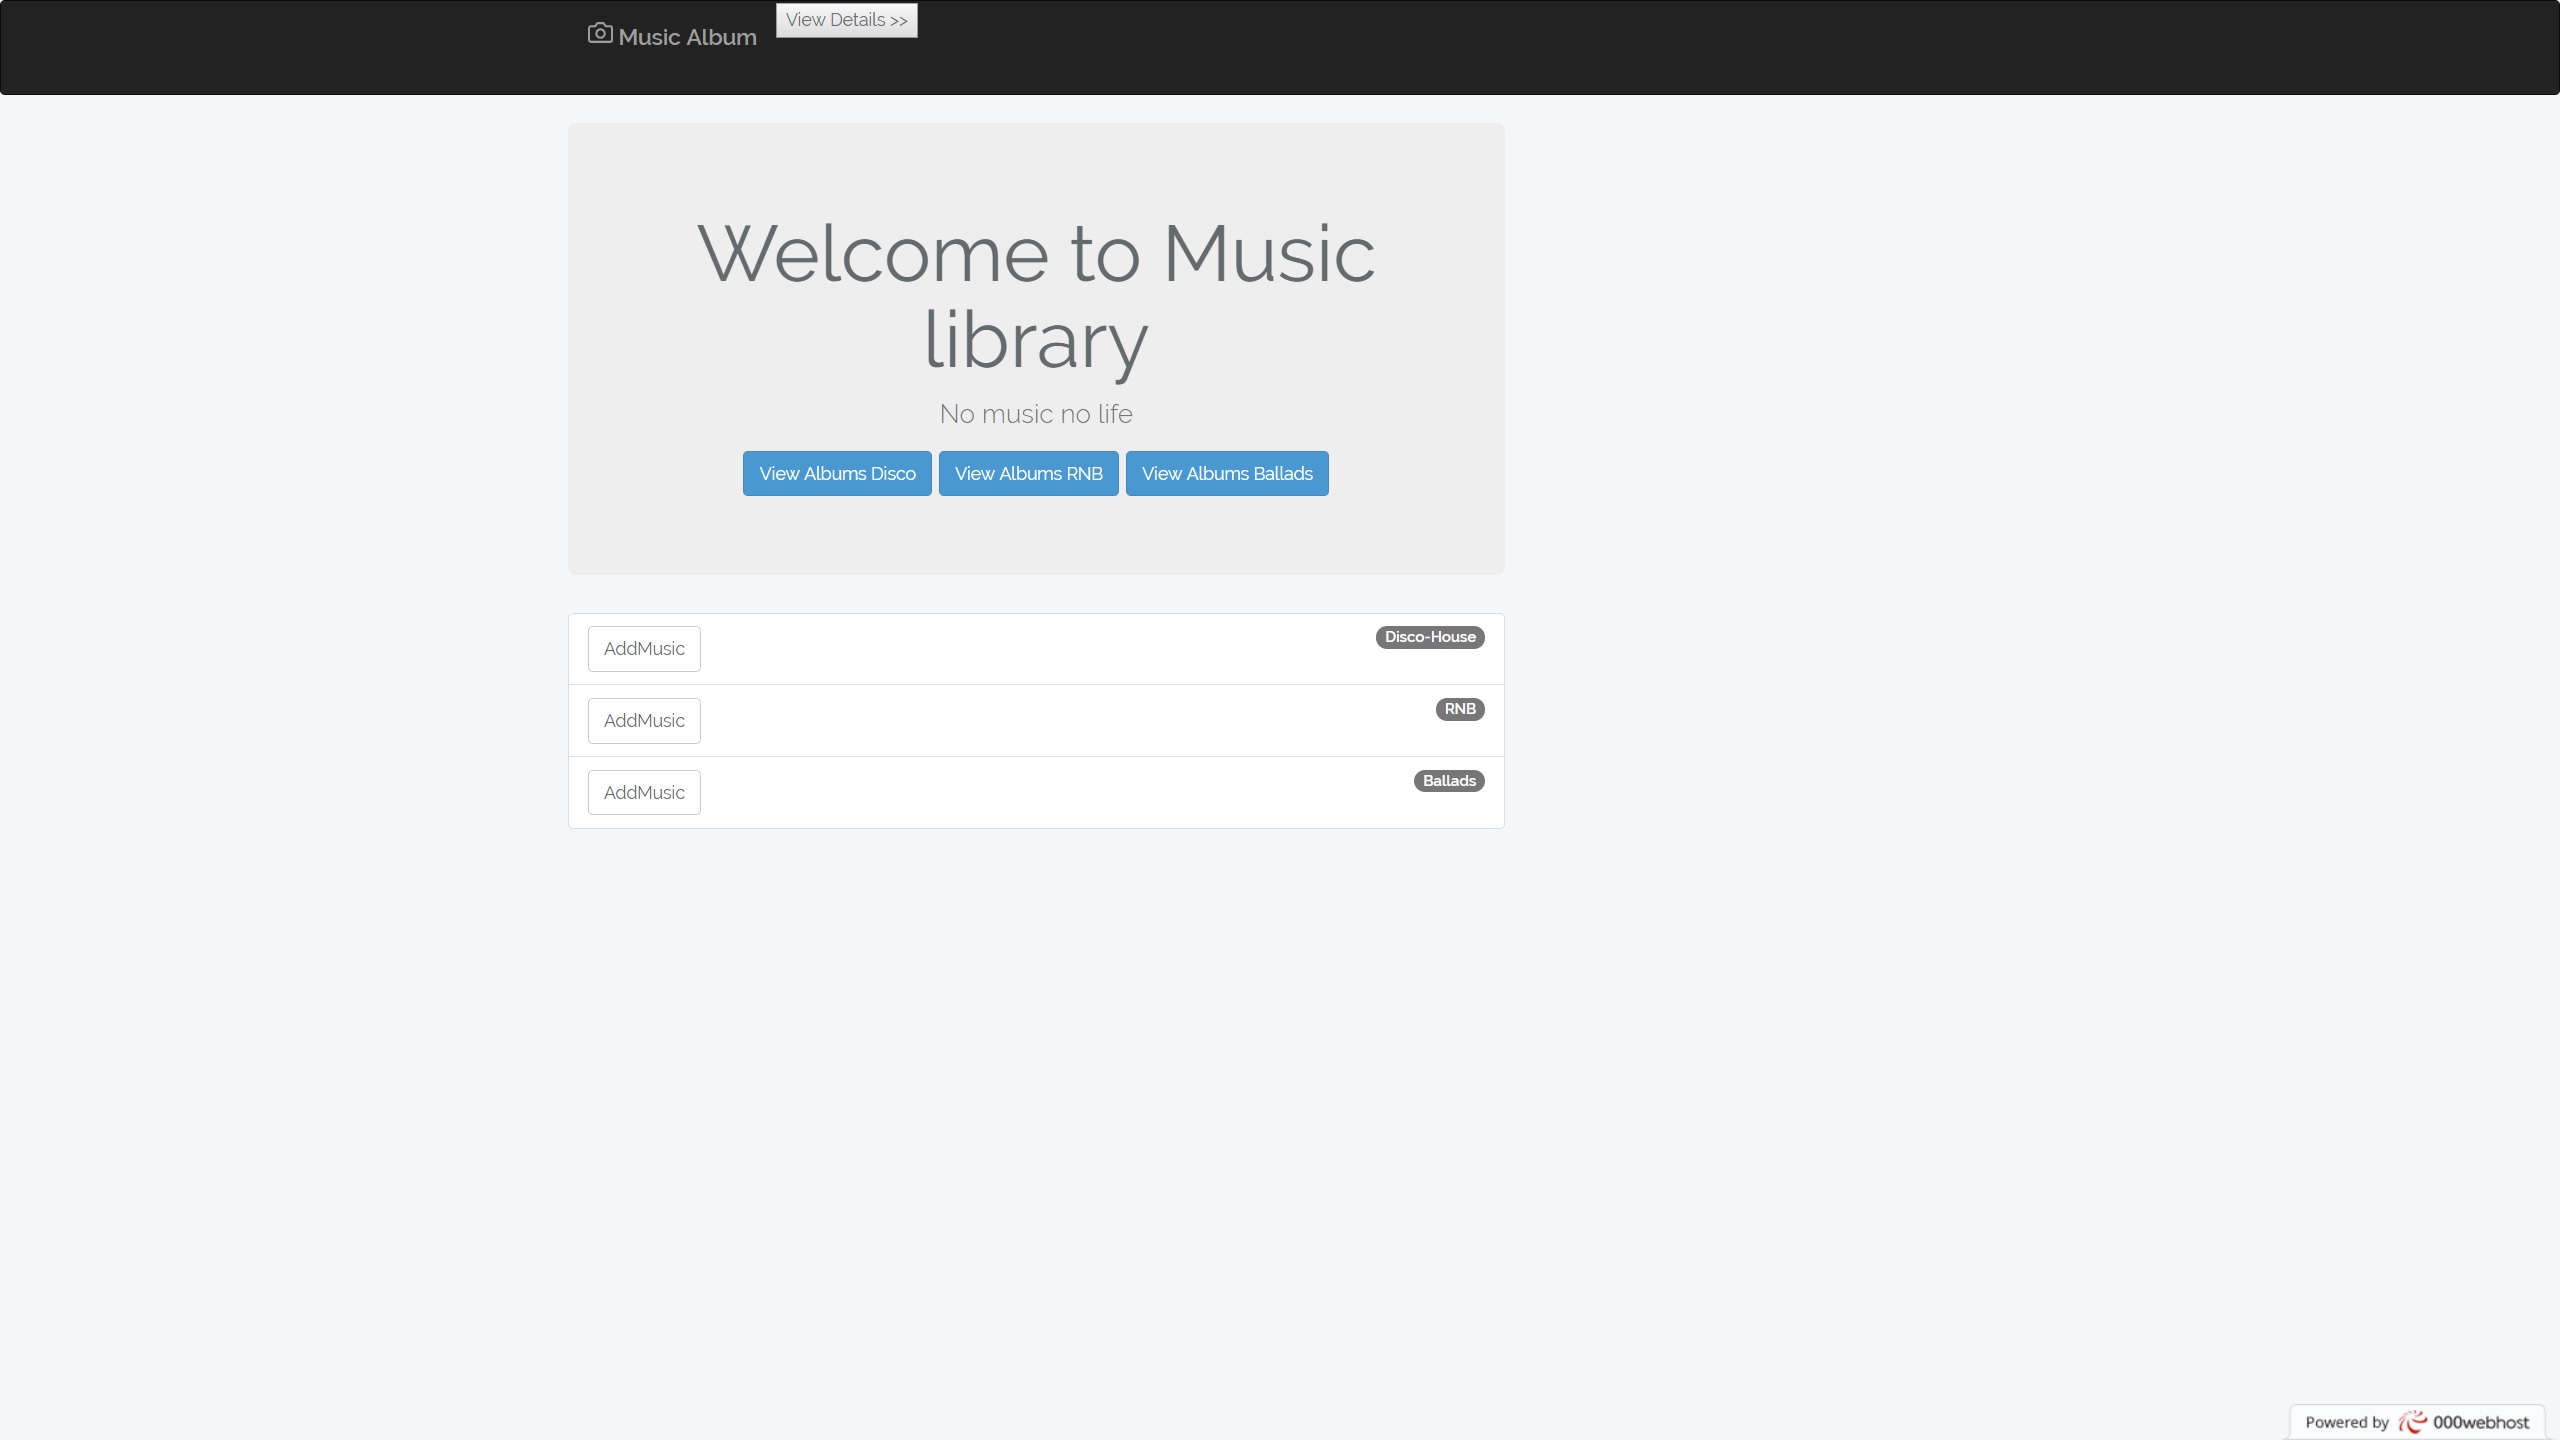 Music Album
View Details >>
Welcome to Music
library
No music no life
View Albums Disco
View Albums RNB
View Albums Ballads
AddMusic
Disco-House
AddMusic
RNB
AddMusic
Ballads
Powered by 000webhost